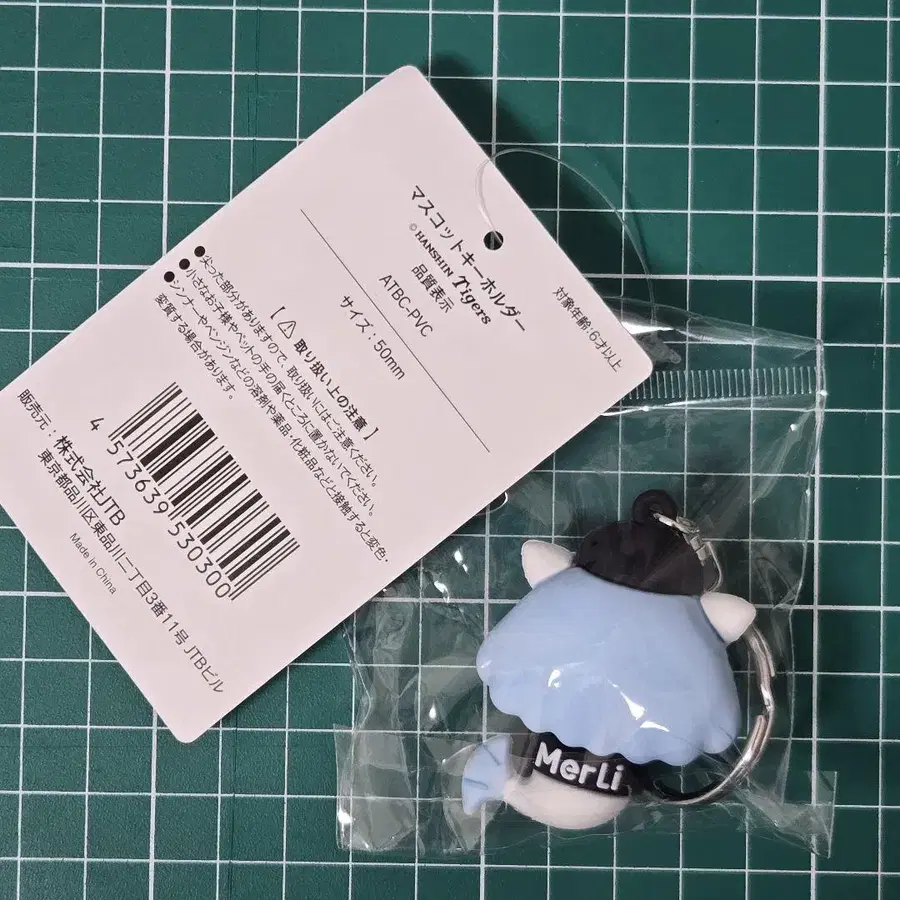 対象年齢:6才以上
マスコットキーホルダー
© HANSHIN Tigers
品質表示
ATBC-PVC
サイズ：50mm
【⚠取り扱い上の注意】
●尖った部分がありますので、取り扱いにはご注意ください。
●小さなお子様やペットの手の届くところに置かないでください。
●シンナーやベンジンなどの溶剤や薬品・化粧品などと接触すると変色・
変質する場合があります。
4 573639 530300
販売元：株式会社JTB
東京都品川区東品川二丁目3番11号 JTBビル
Made in China
MerLi